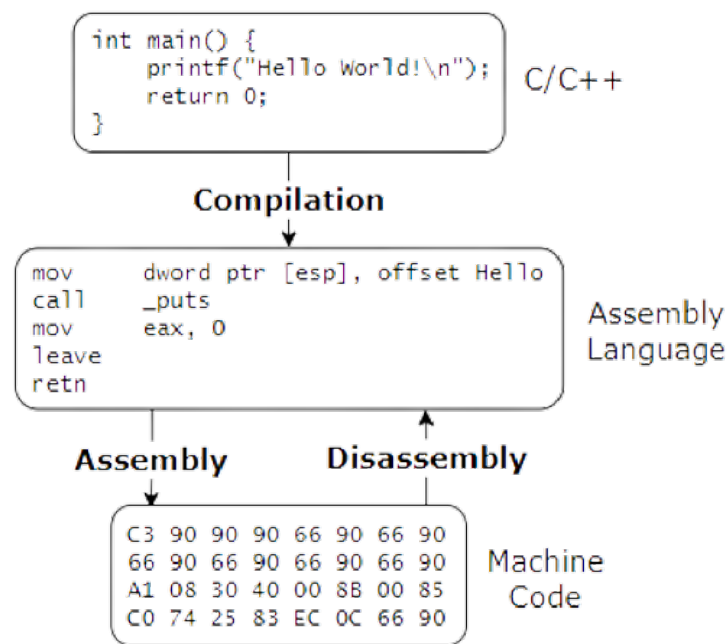 int main() {
    printf("Hello World!\n");
    return 0;
}
C/C++
Compilation
mov dword ptr [esp], offset Hello
call _puts
mov eax, 0
leave
retn
Assembly
Language
Assembly
Disassembly
C3 90 90 90 66 90 66 90
66 90 66 90 66 90 66 90
A1 08 30 40 00 8B 00 85
C0 74 25 83 EC 0C 66 90
Machine
Code